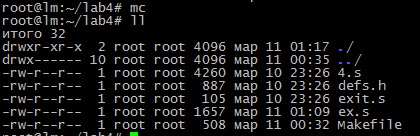 root@lm:~/lab4# mc
root@lm:~/lab4# ll
итого 32
drwxr-xr-x  2 root root 4096 мар 11 01:17 ./
drwx------ 10 root root 4096 мар 11 00:35 ../
-rw-r--r--  1 root root 4260 мар 10 23:26 4.s
-rw-r--r--  1 root root  887 мар 10 23:26 defs.h
-rw-r--r--  1 root root  105 мар 10 23:26 exit.s
-rw-r--r--  1 root root 1657 мар 11 01:09 ex.s
-rw-r--r--  1 root root  508 мар 11 00:32 Makefile